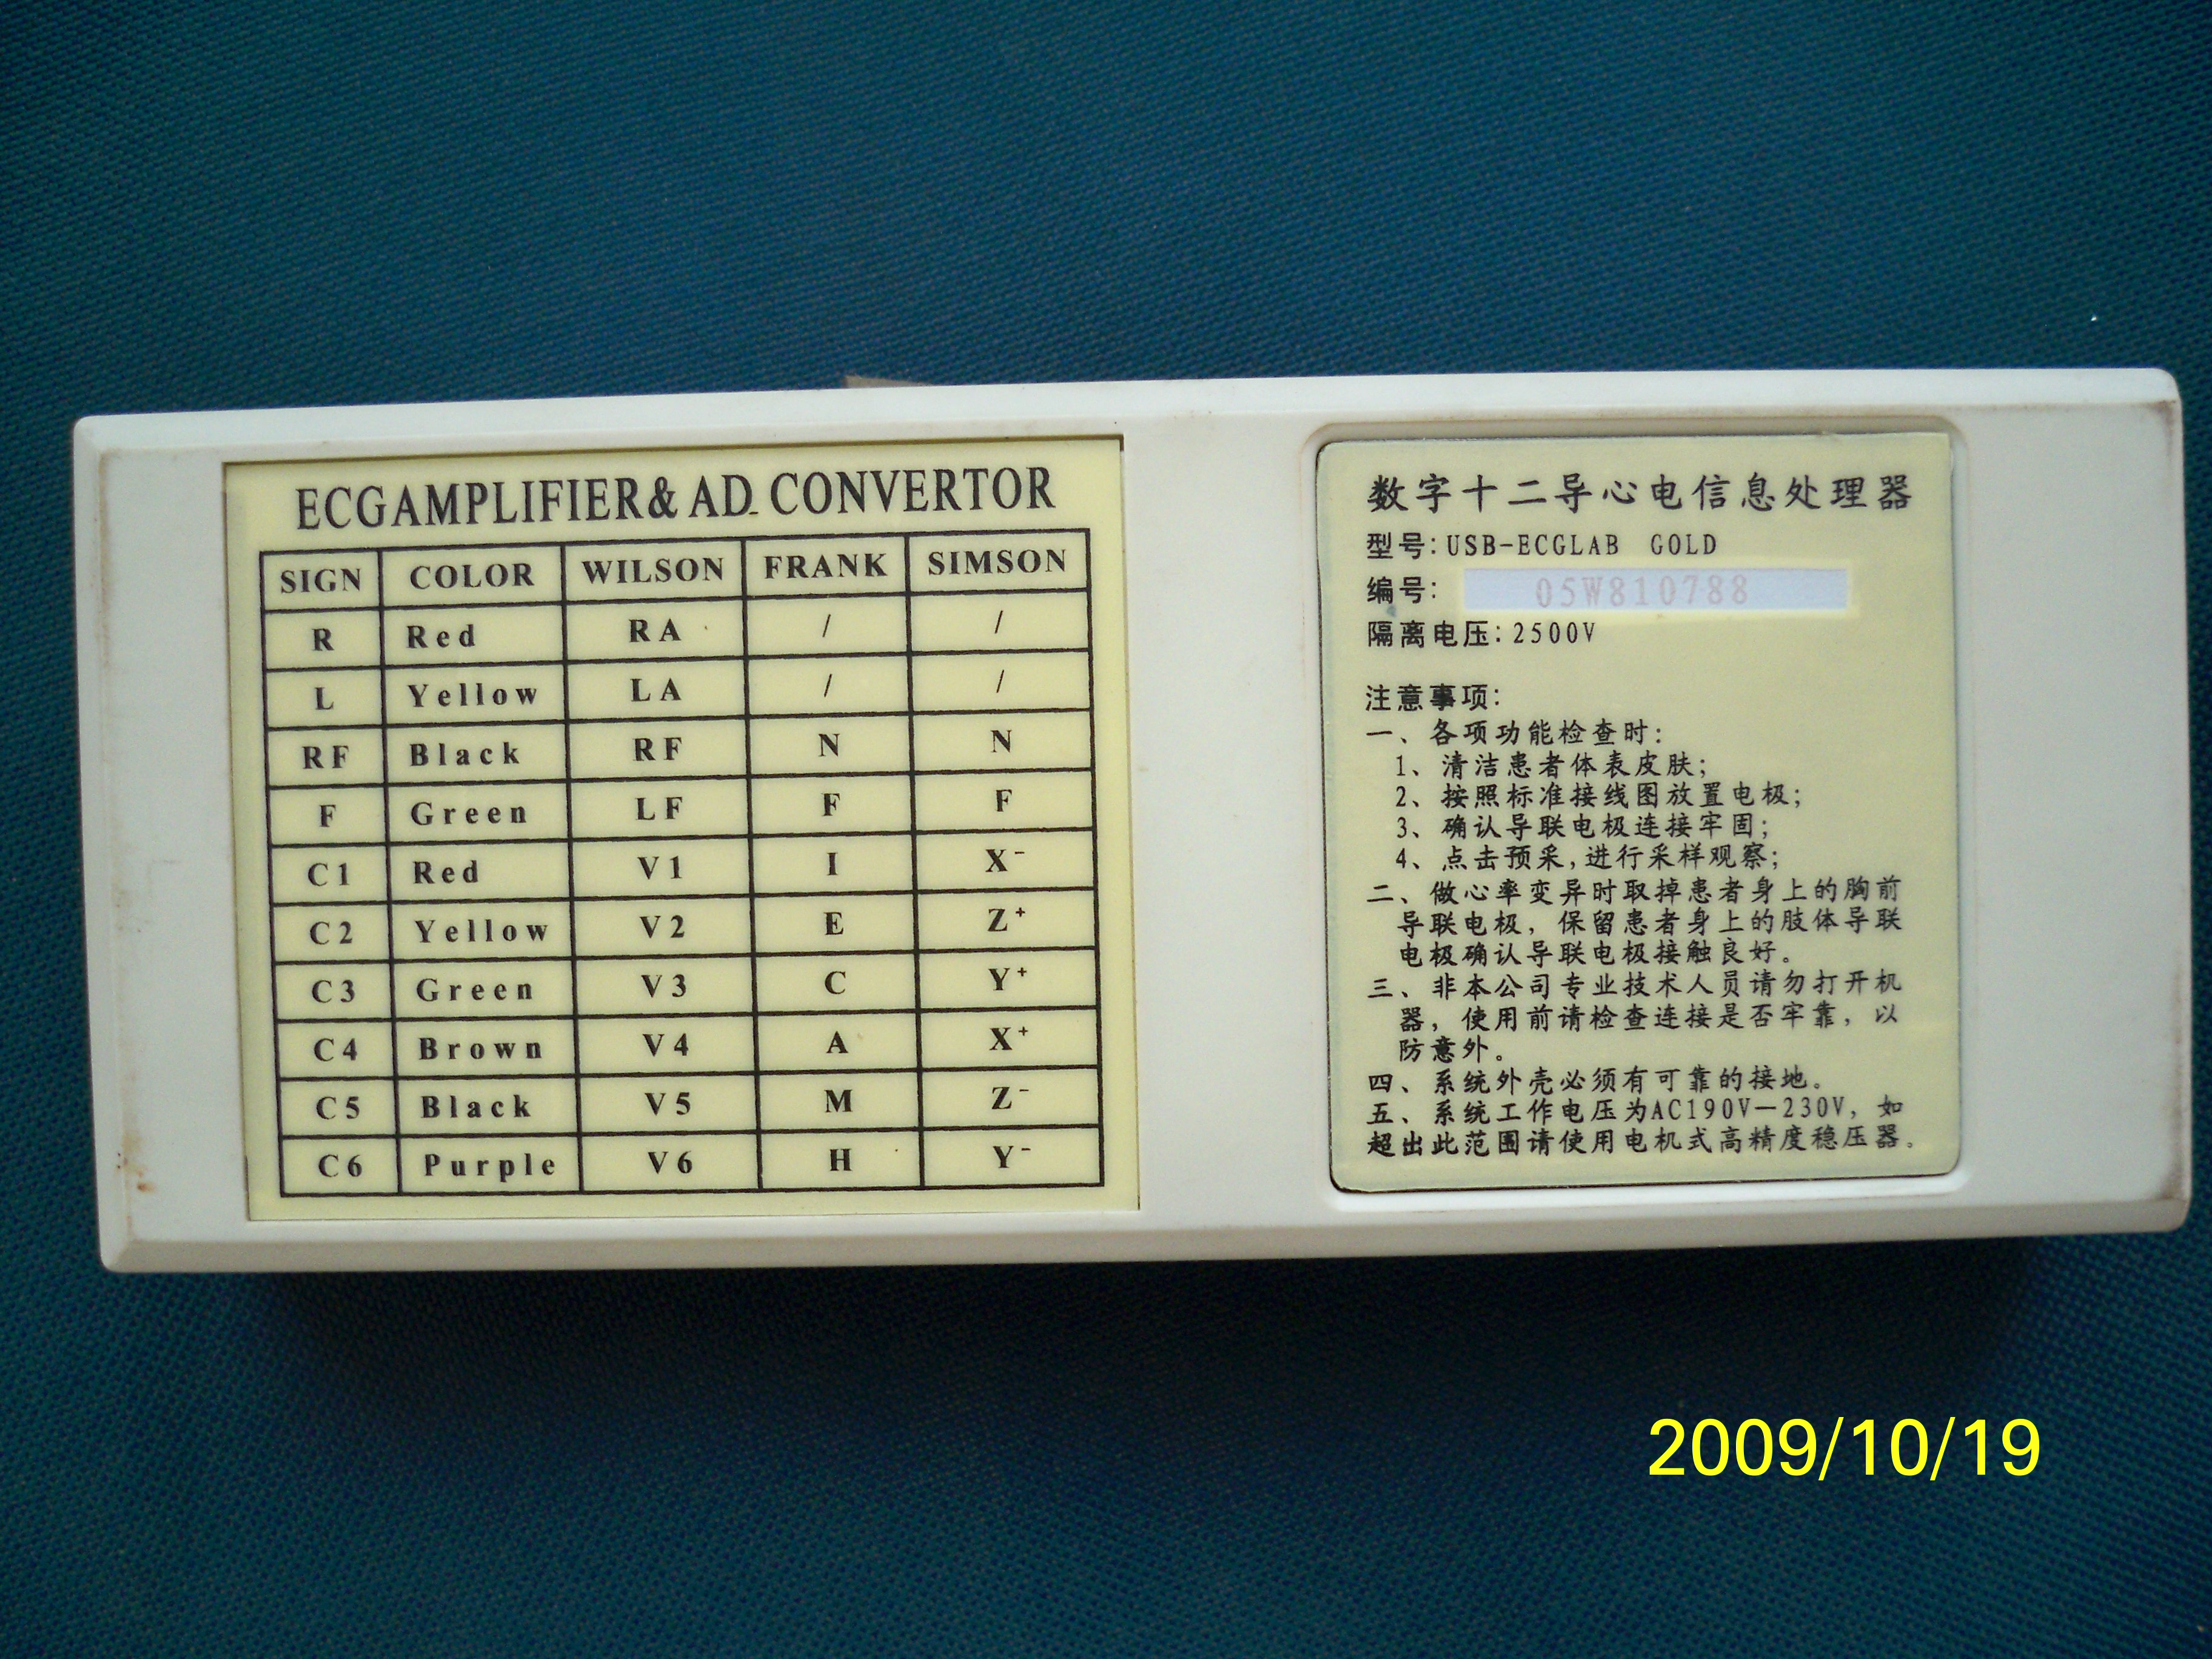 ECGAMPLIFIER & AD CONVERTOR
SIGN COLOR WILSON FRANK SIMSON
R Red RA / /
L Yellow LA / /
RF Black RF N N
F Green LF F F
C1 Red V1 I X⁻
C2 Yellow V2 E Z⁺
C3 Green V3 C Y⁺
C4 Brown V4 A X⁺
C5 Black V5 M Z⁻
C6 Purple V6 H Y⁻
数字十二导心电信息处理器
型号:USB-ECGLAB GOLD
编号: 05W810788
隔离电压:2500V
注意事项:
一、各项功能检查时:
1、清洁患者体表皮肤;
2、按照标准接线图放置电极;
3、确认导联电极连接牢固;
4、点击预采,进行采样观察;
二、做心率变异时取掉患者身上的胸前
导联电极,保留患者身上的肢体导联
电极确认导联电极接触良好。
三、非本公司专业技术人员请勿打开机
器,使用前请检查连接是否牢靠,以
防意外。
四、系统外壳必须有可靠的接地。
五、系统工作电压为AC190V—230V,如
超出此范围请使用电机式高精度稳压器。
2009/10/19